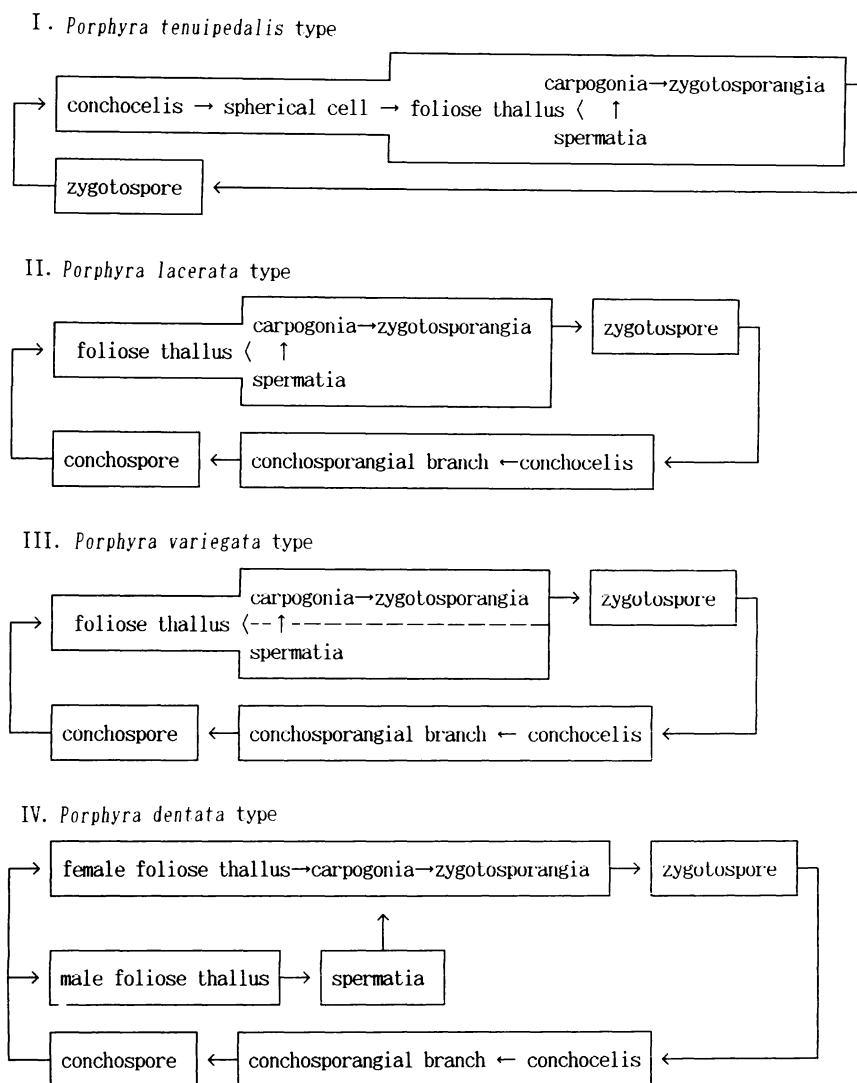 I. Porphyra tenuipedalis type
carpogonia→zygotosporangia
conchocelis → spherical cell → foliose thallus 〈 ↑
spermatia
zygotospore
II. Porphyra lacerata type
carpogonia→zygotosporangia
zygotospore
foliose thallus 〈 ↑
spermatia
conchospore
conchosporangial branch ←conchocelis
III. Porphyra variegata type
carpogonia→zygotosporangia
zygotospore
foliose thallus 〈--↑- — — — — — — — —
spermatia
conchospore
conchosporangial branch ← conchocelis
IV. Porphyra dentata type
female foliose thallus→carpogonia→zygotosporangia
zygotospore
male foliose thallus
spermatia
conchospore
conchosporangial branch ← conchocelis